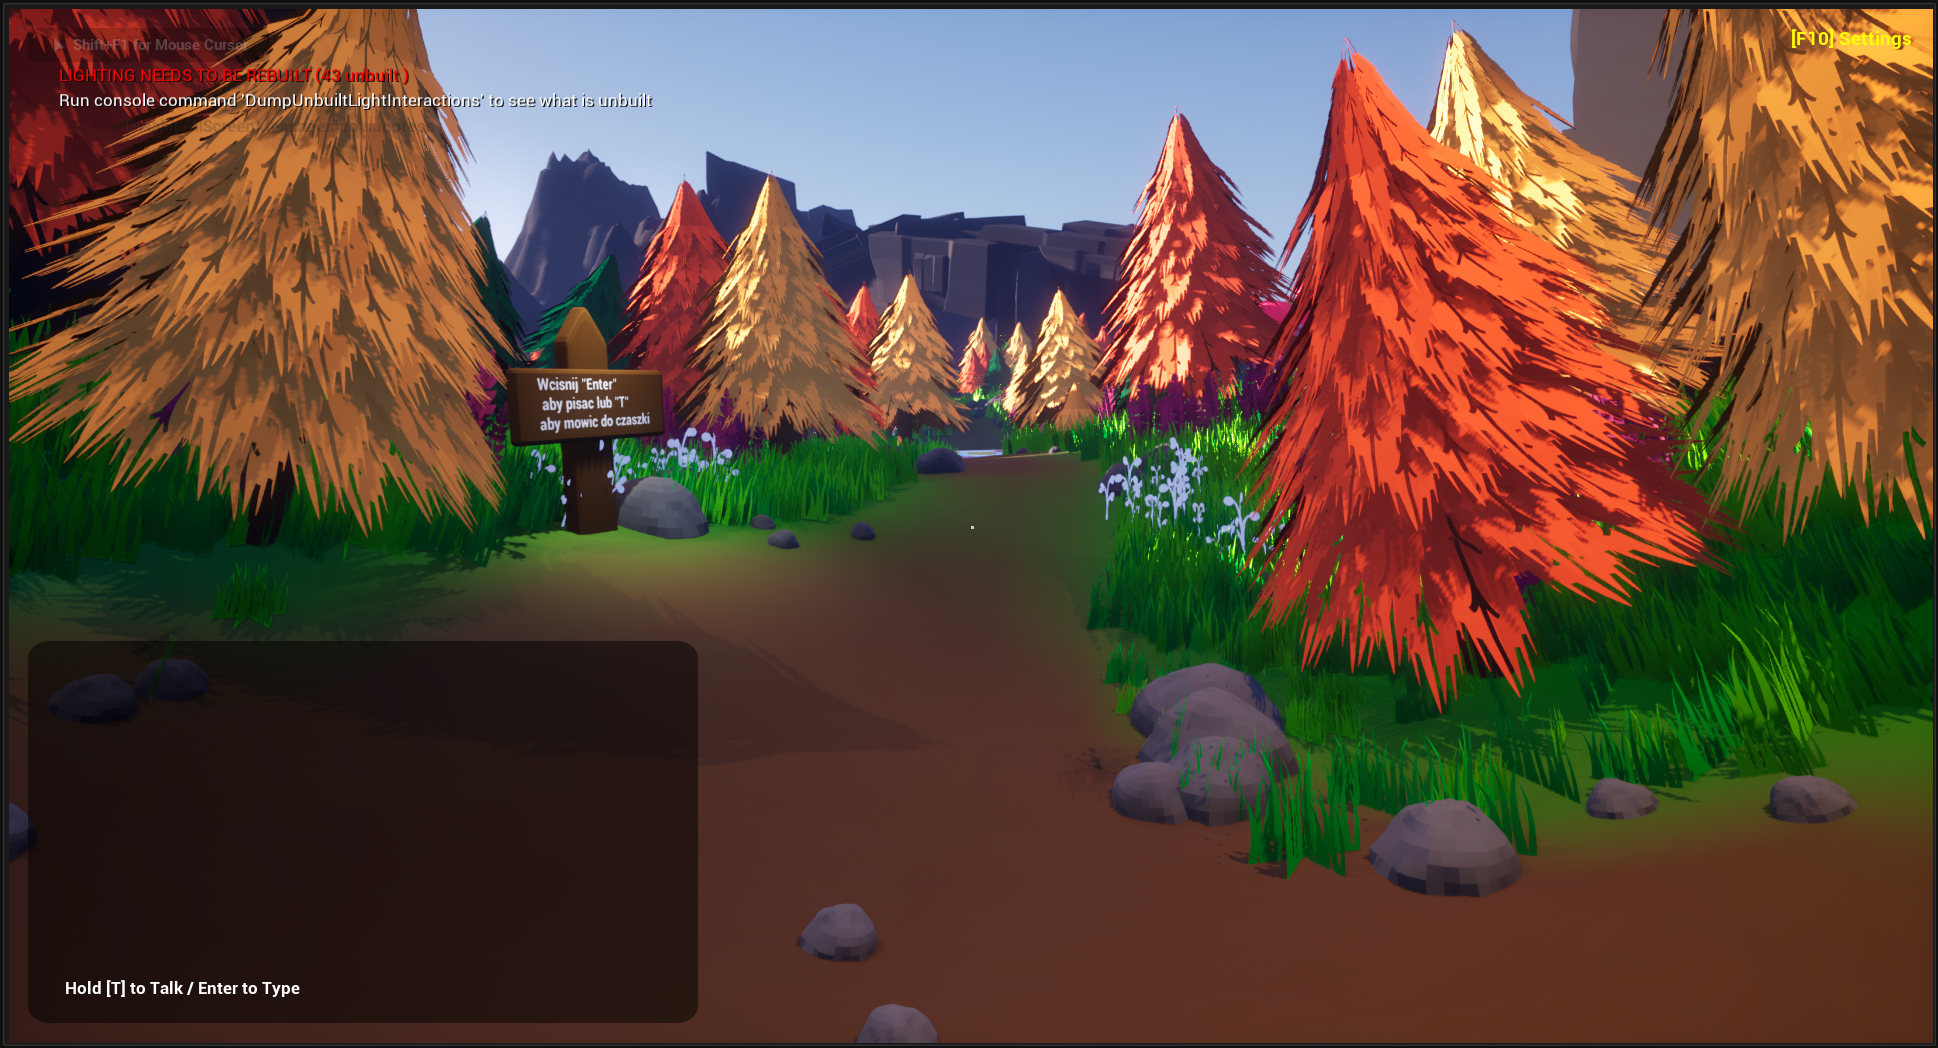 Shift+F1 for Mouse Cursor
[F10] Settings
LIGHTING NEEDS TO BE REBUILT (43 unbuilt )
Run console command 'DumpUnbuiltLightInteractions' to see what is unbuilt
Wcisnij "Enter"
aby pisac lub "T"
aby mowic do czaszki
Hold [T] to Talk / Enter to Type